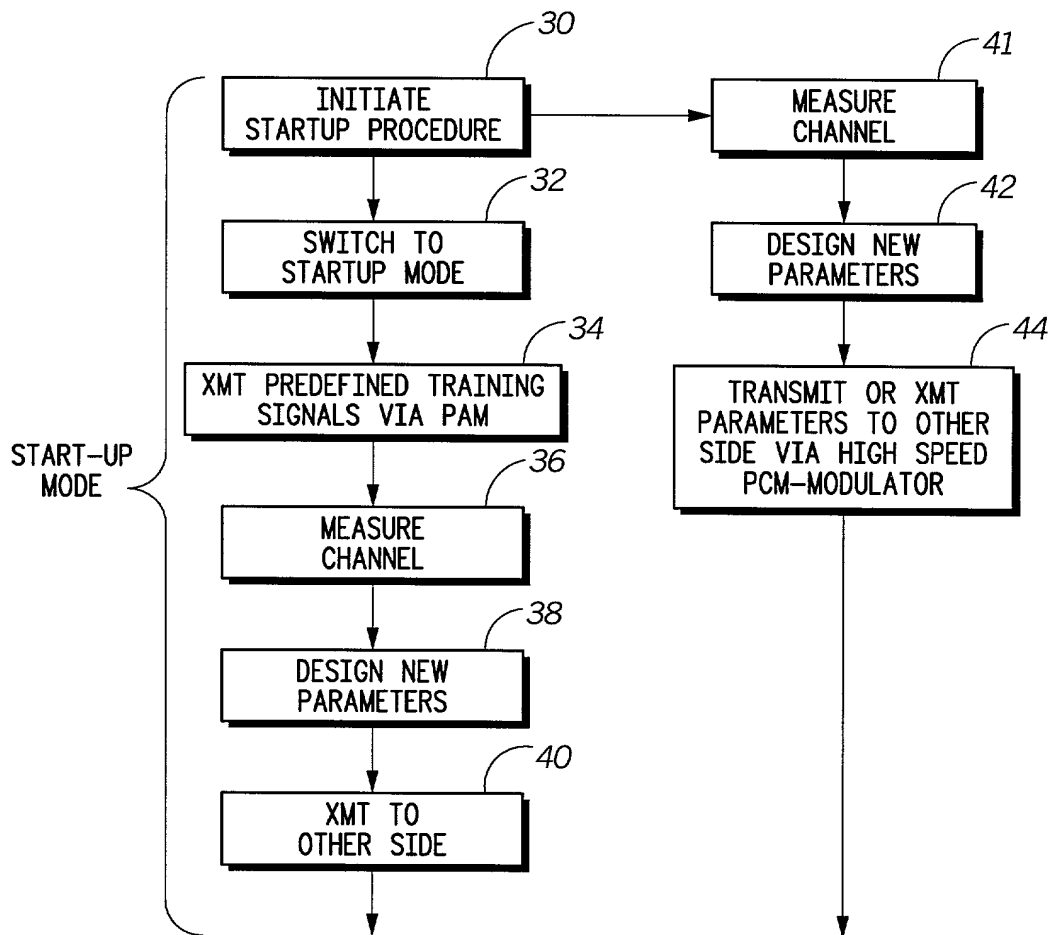 START-UP
MODE
30
INITIATE
STARTUP PROCEDURE
32
SWITCH TO
STARTUP MODE
34
XMT PREDEFINED TRAINING
SIGNALS VIA PAM
36
MEASURE
CHANNEL
38
DESIGN NEW
PARAMETERS
40
XMT TO
OTHER SIDE
41
MEASURE
CHANNEL
42
DESIGN NEW
PARAMETERS
44
TRANSMIT OR XMT
PARAMETERS TO OTHER
SIDE VIA HIGH SPEED
PCM-MODULATOR